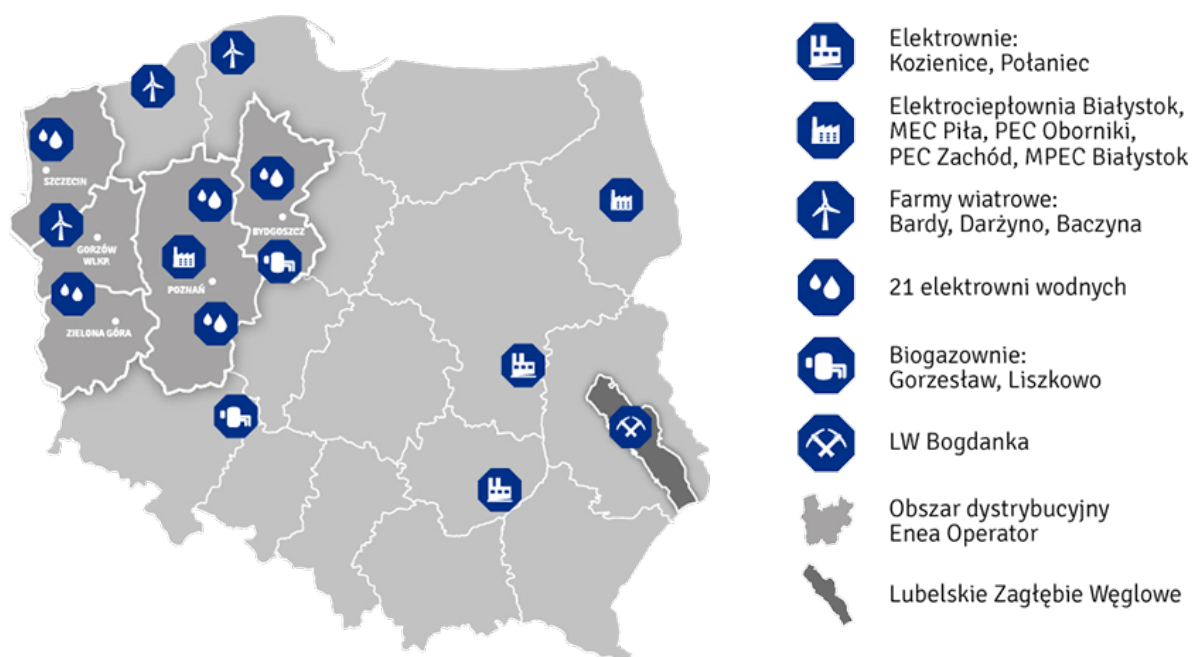 SZCZECIN
GORZÓW
WLKP.
ZIELONA GÓRA
POZNAŃ
BYDGOSZCZ
Elektrownie:
Kozienice, Połaniec
Elektrociepłownia Białystok,
MEC Piła, PEC Oborniki,
PEC Zachód, MPEC Białystok
Farmy wiatrowe:
Bardy, Darżyno, Baczyna
21 elektrowni wodnych
Biogazownie:
Gorzesław, Liszkowo
LW Bogdanka
Obszar dystrybucyjny
Enea Operator
Lubelskie Zagłębie Węglowe